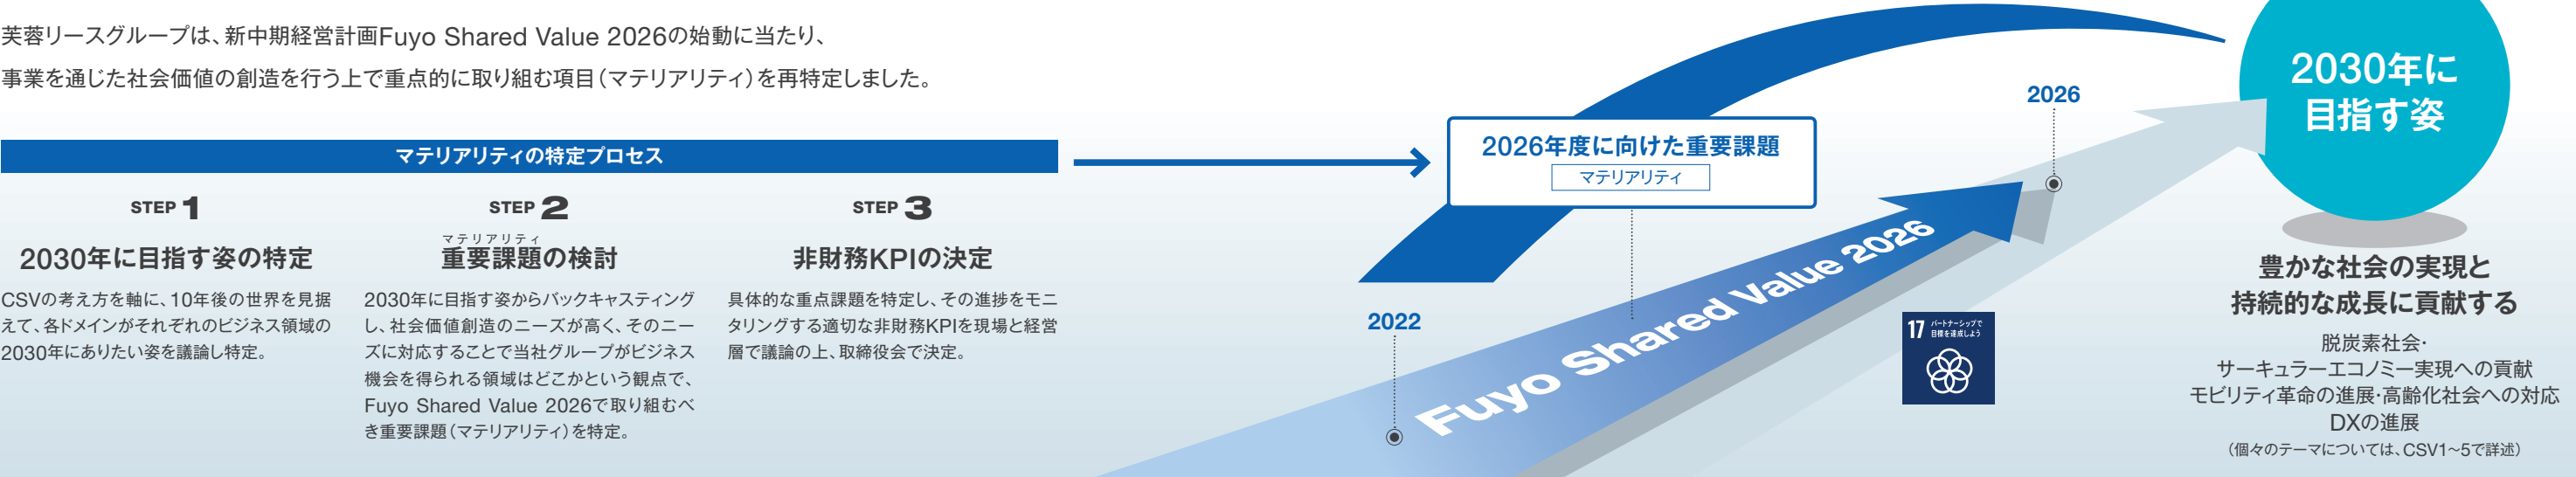 芙蓉リースグループは、新中期経営計画Fuyo Shared Value 2026の始動に当たり、
事業を通じた社会価値の創造を行う上で重点的に取り組む項目（マテリアリティ）を再特定しました。
マテリアリティの特定プロセス
STEP 1
2030年に目指す姿の特定
CSVの考え方を軸に、10年後の世界を見据
えて、各ドメインがそれぞれのビジネス領域の
2030年にありたい姿を議論し特定。
STEP 2
マテリアリティ
重要課題の検討
2030年に目指す姿からバックキャスティング
し、社会価値創造のニーズが高く、そのニー
ズに対応することで当社グループがビジネス
機会を得られる領域はどこかという観点で、
Fuyo Shared Value 2026で取り組むべ
き重要課題（マテリアリティ）を特定。
STEP 3
非財務KPIの決定
具体的な重点課題を特定し、その進捗をモニ
タリングする適切な非財務KPIを現場と経営
層で議論の上、取締役会で決定。
2026年度に向けた重要課題
マテリアリティ
2022
Fuyo Shared Value 2026
2026
17 パートナーシップで
目標を達成しよう
2030年に
目指す姿
豊かな社会の実現と
持続的な成長に貢献する
脱炭素社会・
サーキュラーエコノミー実現への貢献
モビリティ革命の進展・高齢化社会への対応
DXの進展
（個々のテーマについては、CSV1～5で詳述）